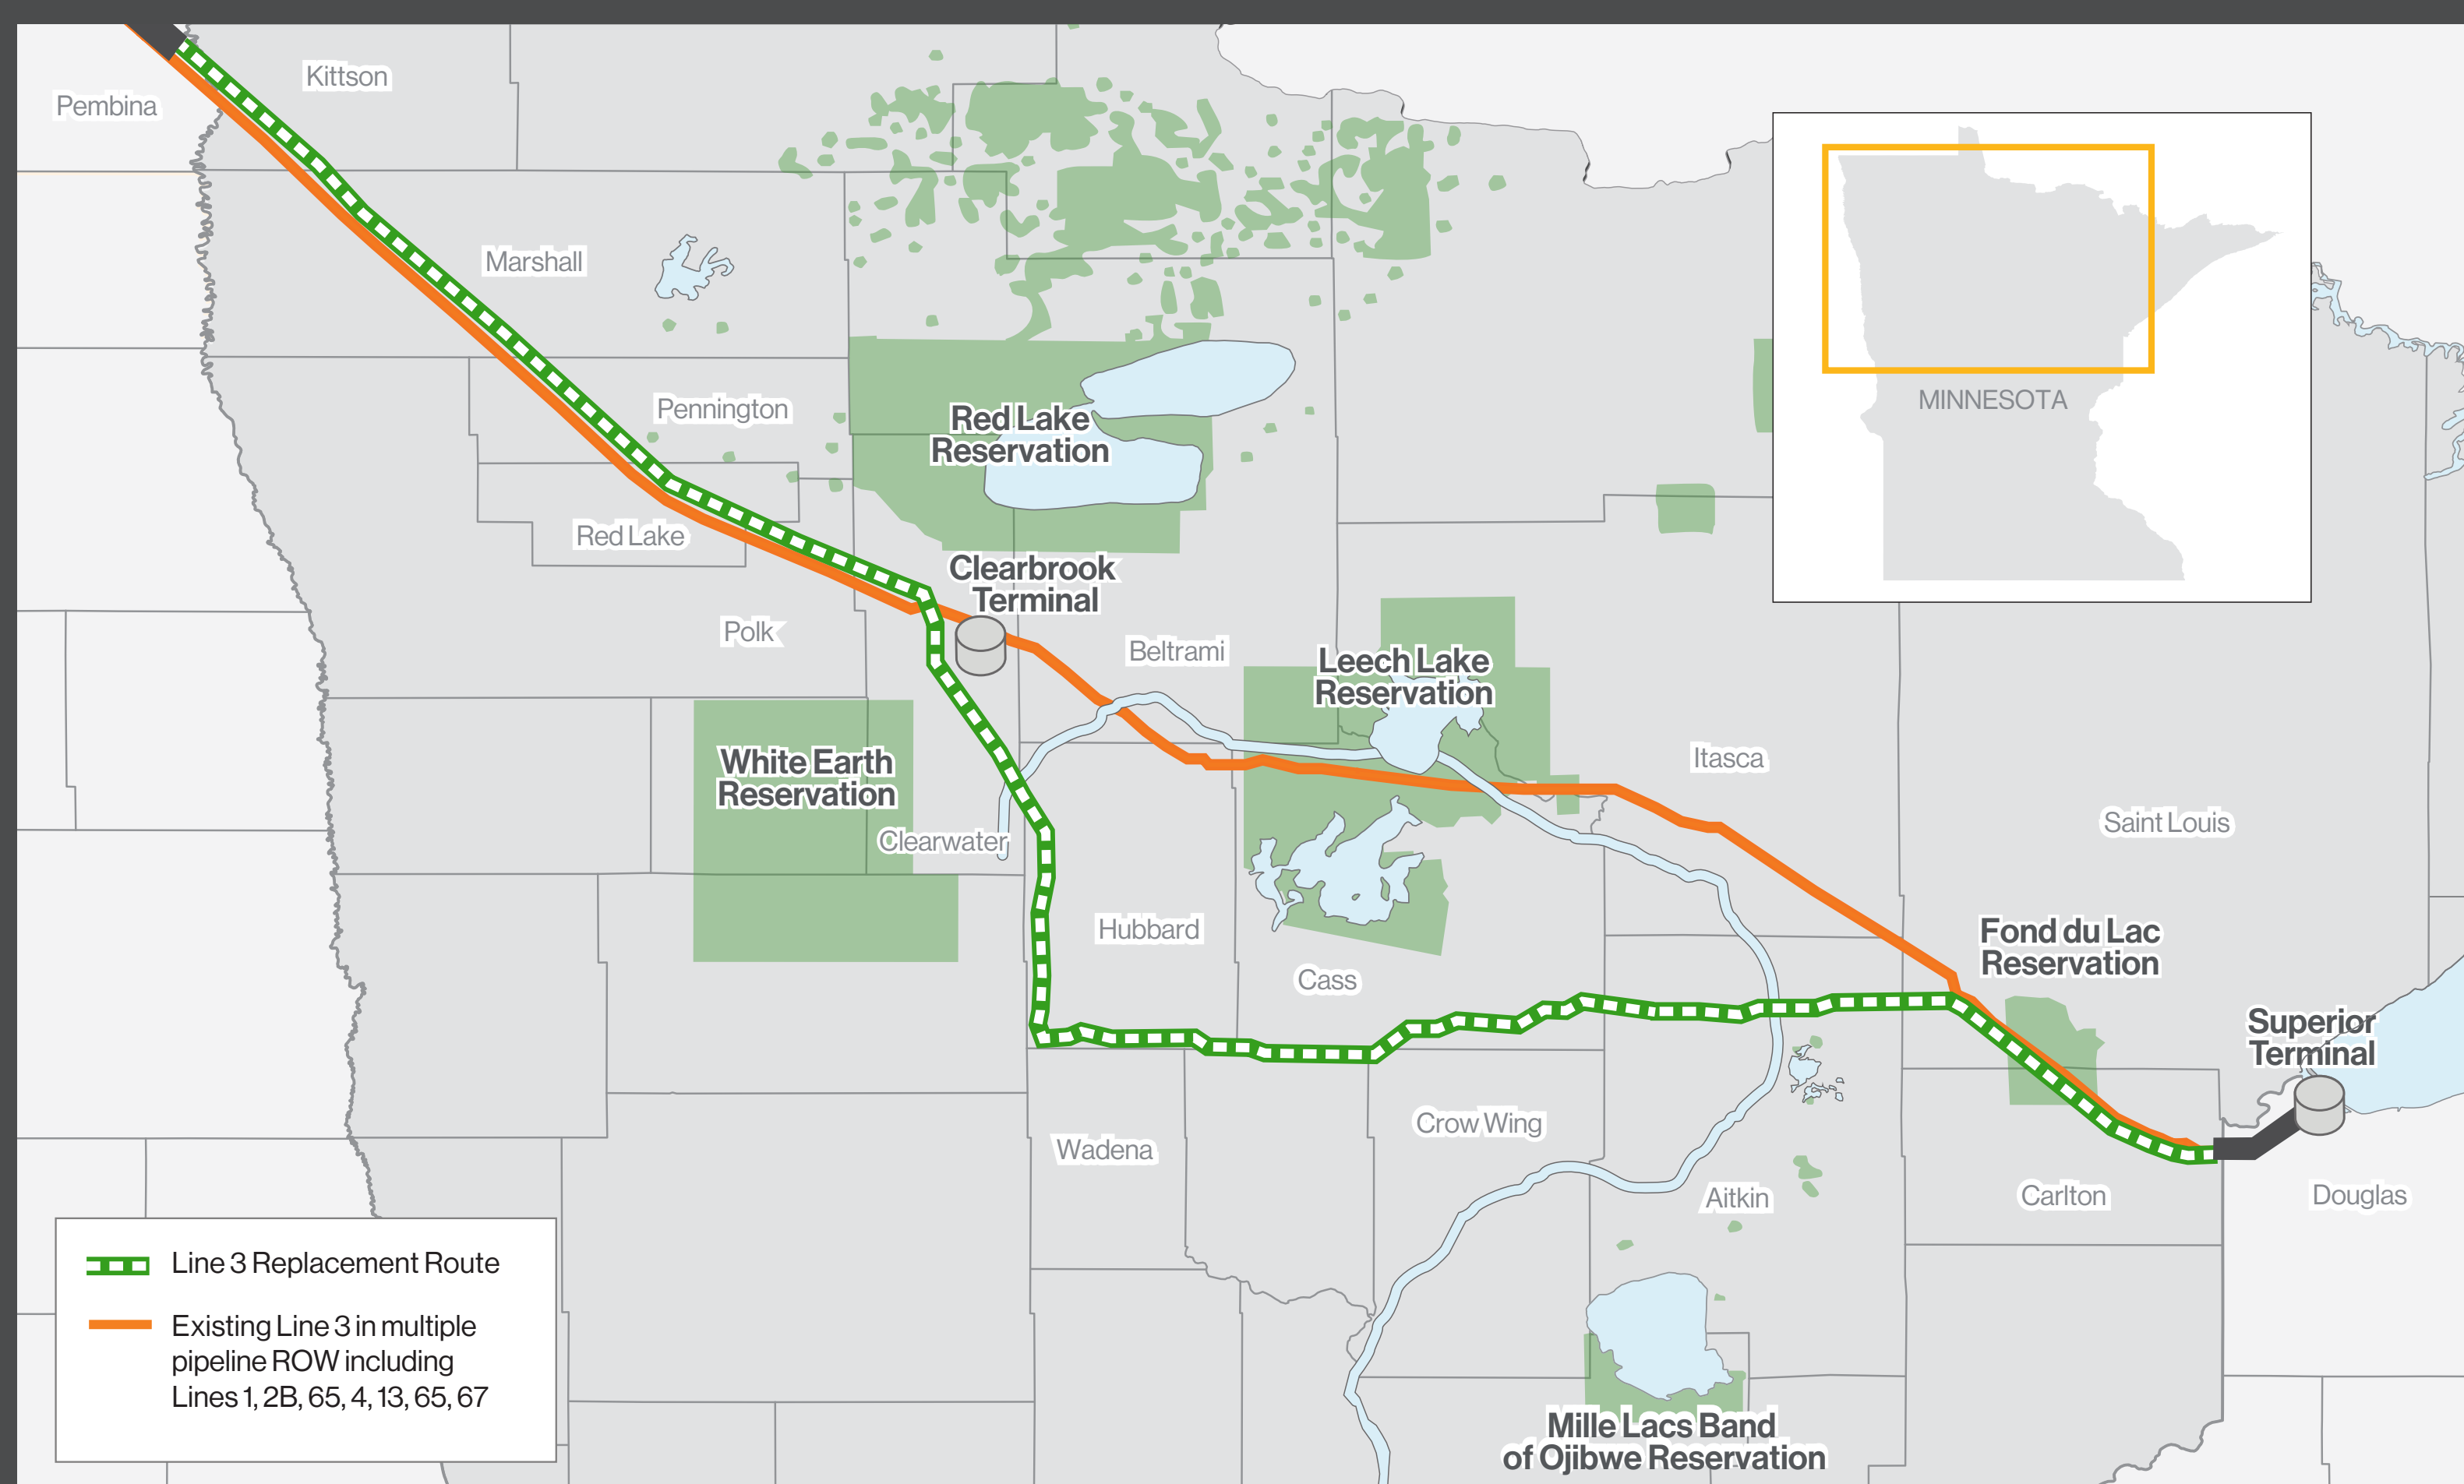 Kittson
Pembina
Marshall
MINNESOTA
Pennington
Red Lake
Reservation
Red Lake
Clearbrook
Terminal
Polk
Beltrami
Leech Lake
Reservation
White Earth
Reservation
Itasca
Saint Louis
Clearwater
Hubbard
Fond du Lac
Reservation
Cass
Superior
Terminal
Crow Wing
Wadena
Aitkin
Carlton
Douglas
Line 3 Replacement Route
Existing Line 3 in multiple
pipeline ROW including
Lines 1, 2B, 65, 4, 13, 65, 67
Mille Lacs Band
of Ojibwe Reservation